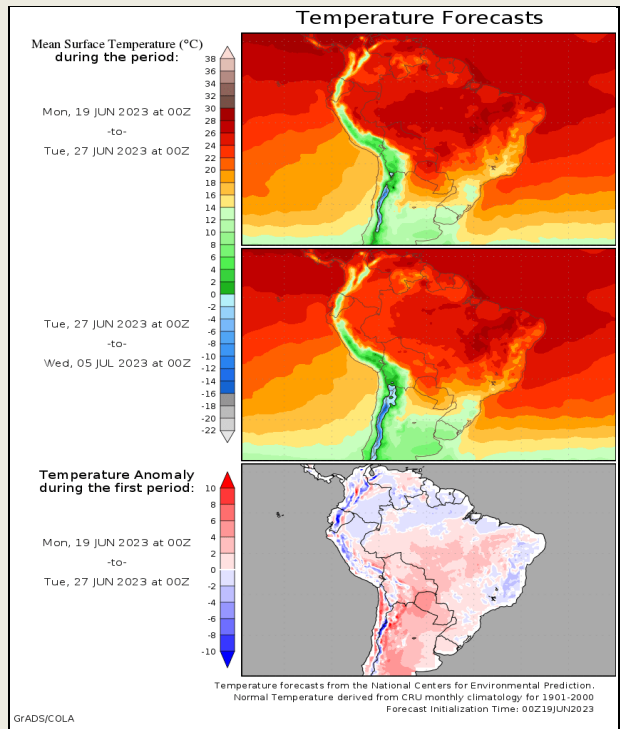 Temperature Forecasts
Mean Surface Temperature (°C)
during the period:
Mon, 19 JUN 2023 at 00Z
-to-
Tue, 27 JUN 2023 at 00Z
38
36
34
32
30
28
26
24
22
20
18
16
14
12
10
8
6
4
2
0
-2
-4
-6
-8
-10
-12
-14
-16
-18
-20
-22
Tue, 27 JUN 2023 at 00Z
-to-
Wed, 05 JUL 2023 at 00Z
Temperature Anomaly
during the first period:
Mon, 19 JUN 2023 at 00Z
-to-
Tue, 27 JUN 2023 at 00Z
10
8
6
4
2
0
-2
-4
-6
-8
-10
Temperature forecasts from the National Centers for Environmental Prediction.
Normal Temperature derived from CRU monthly climatology for 1901-2000
Forecast Initialization Time: 00Z19JUN2023
GrADS/COLA